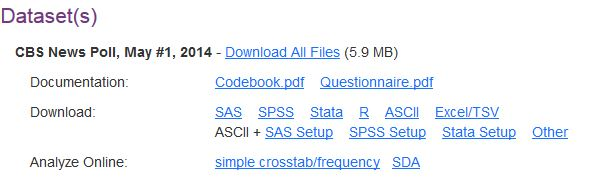 Dataset(s)
CBS News Poll, May #1, 2014 - Download All Files (5.9 MB)
Documentation: Codebook.pdf Questionnaire.pdf
Download: SAS SPSS Stata R ASCII Excel/TSV
ASCII + SAS Setup SPSS Setup Stata Setup Other
Analyze Online: simple crosstab/frequency SDA